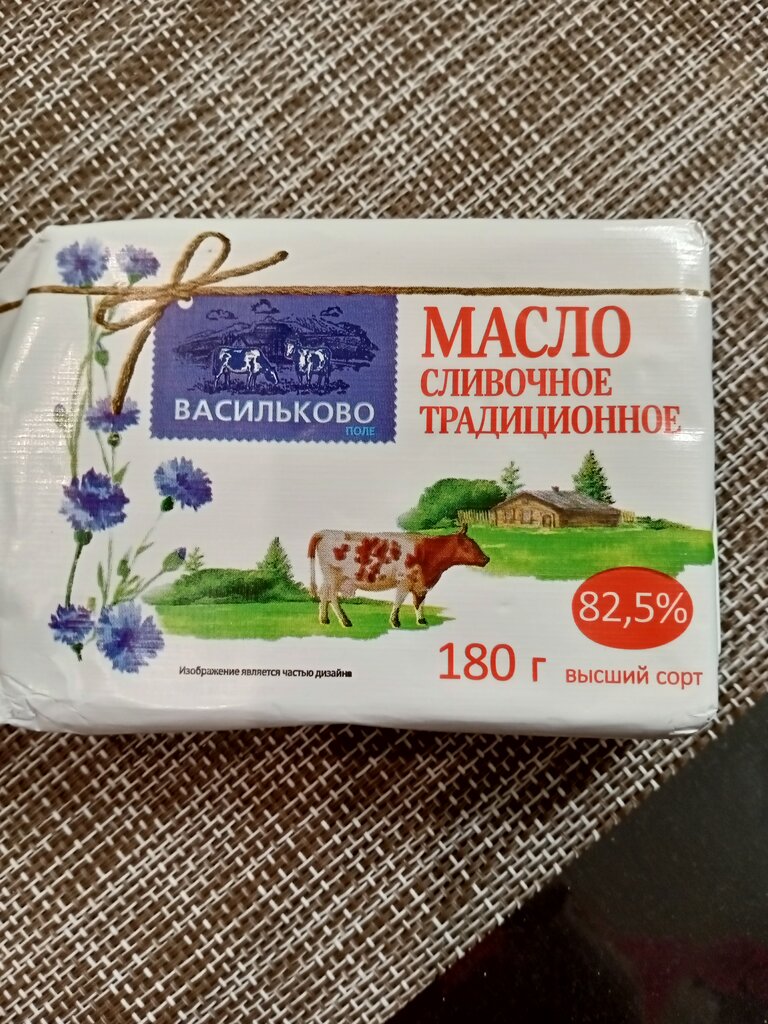 ВАСИЛЬКОВО
ПОЛЕ
МАСЛО
СЛИВОЧНОЕ
ТРАДИЦИОННОЕ
82,5%
180 г
высший сорт
Изображение является частью дизайна